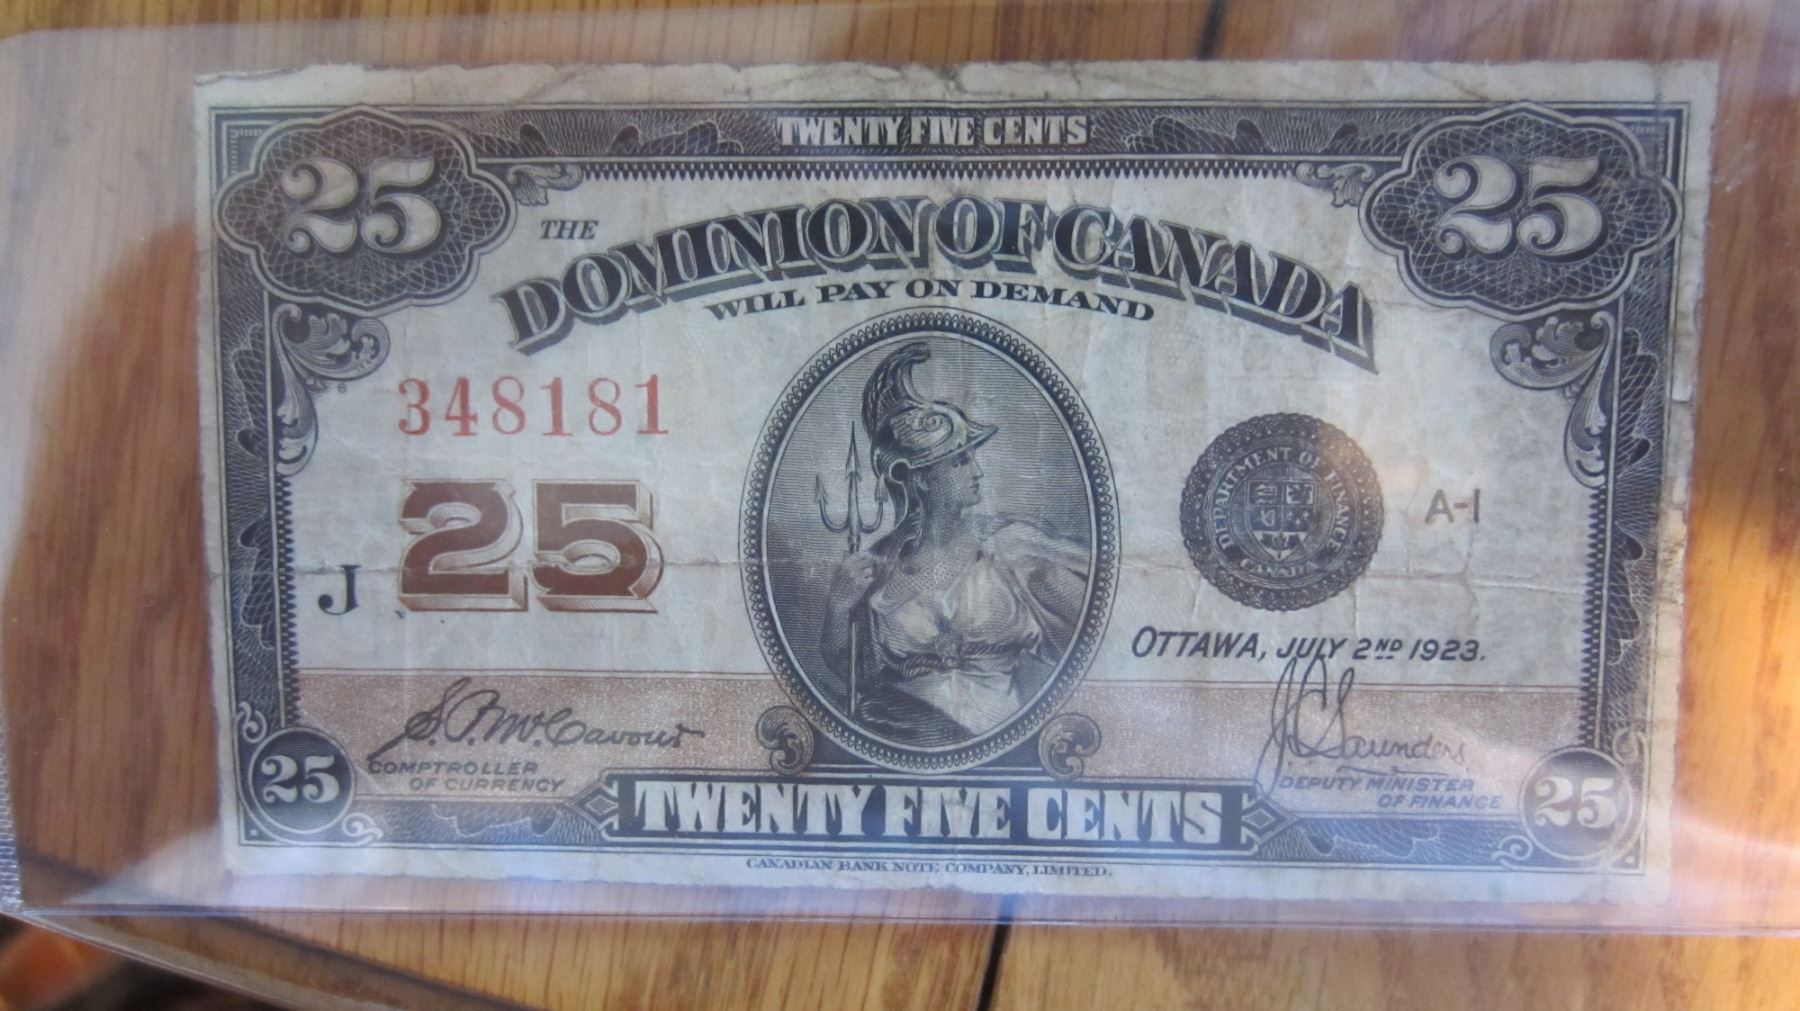 TWENTY FIVE CENTS
25 25
THE
DOMINION OF CANADA
WILL PAY ON DEMAND
348181
25
J
DEPARTMENT OF FINANCE
CANADA
A-1
OTTAWA, JULY 2ND 1923.
S.P. McCavour
COMPTROLLER
OF CURRENCY
J.C. Saunders
DEPUTY MINISTER
OF FINANCE
25 25
TWENTY FIVE CENTS
CANADIAN BANK NOTE COMPANY, LIMITED.